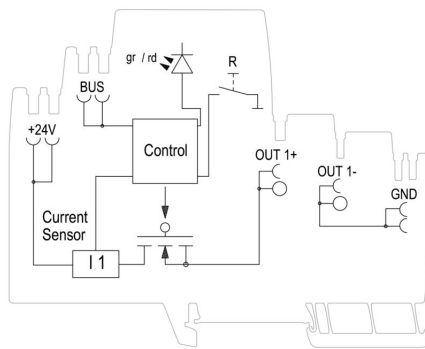 gr / rd
R
BUS
+24V
Control
OUT 1+
OUT 1-
GND
Current
Sensor
I 1